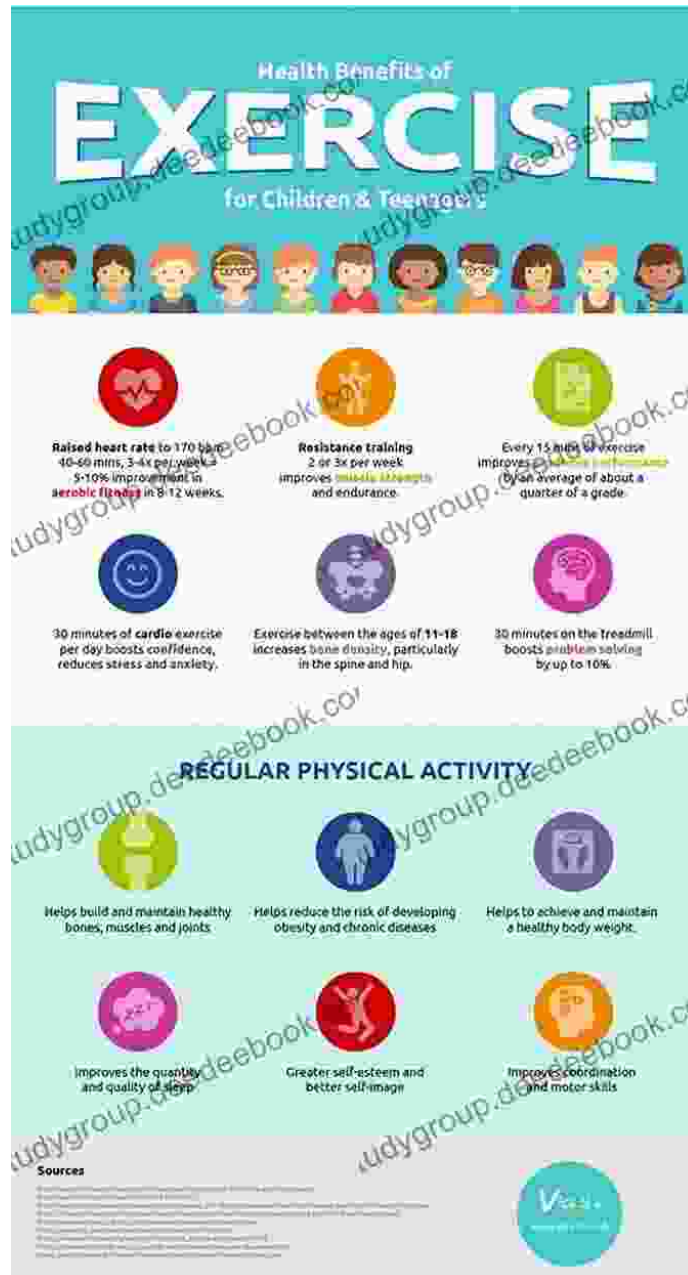 Health Benefits of
EXERCISE
for Children & Teenagers
Raised heart rate to 170 bpm
40-60 mins, 3-4x per week =
5-10% improvement in
aerobic fitness in 8-12 weeks.
Resistance training
2 or 3x per week
improves muscle strength
and endurance.
Every 15 mins of exercise
improves academic performance
by an average of about a
quarter of a grade.
30 minutes of cardio exercise
per day boosts confidence,
reduces stress and anxiety.
Exercise between the ages of 11-18
increases bone density, particularly
in the spine and hip.
30 minutes on the treadmill
boosts problem solving
by up to 10%.
REGULAR PHYSICAL ACTIVITY
Helps build and maintain healthy
bones, muscles and joints
Helps reduce the risk of developing
obesity and chronic diseases
Helps to achieve and maintain
a healthy body weight.
Improves the quantity
and quality of sleep
Greater self-esteem and
better self-image
Improves coordination
and motor skills
Sources
studygroup.deedeebook.com